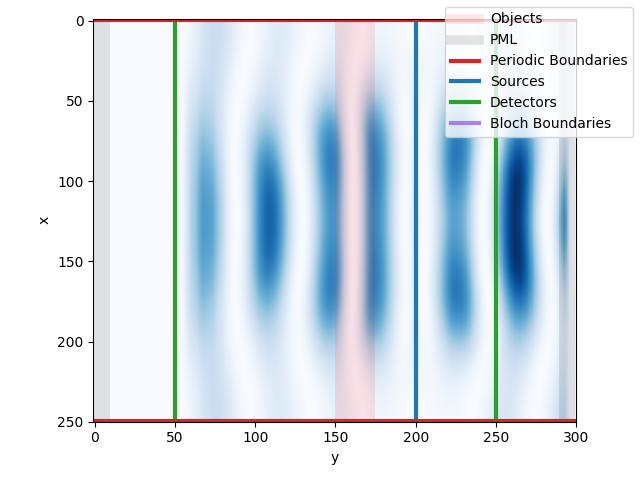 Objects
PML
Periodic Boundaries
Sources
Detectors
Bloch Boundaries
0
50
100
150
200
250
x
0
50
100
150
200
250
300
y